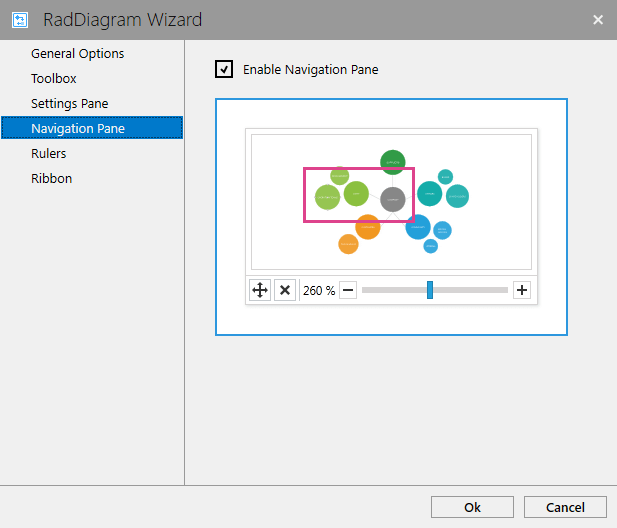 RadDiagram Wizard
General Options
Toolbox
Settings Pane
Navigation Pane
Rulers
Ribbon
Enable Navigation Pane
260 %
Ok
Cancel